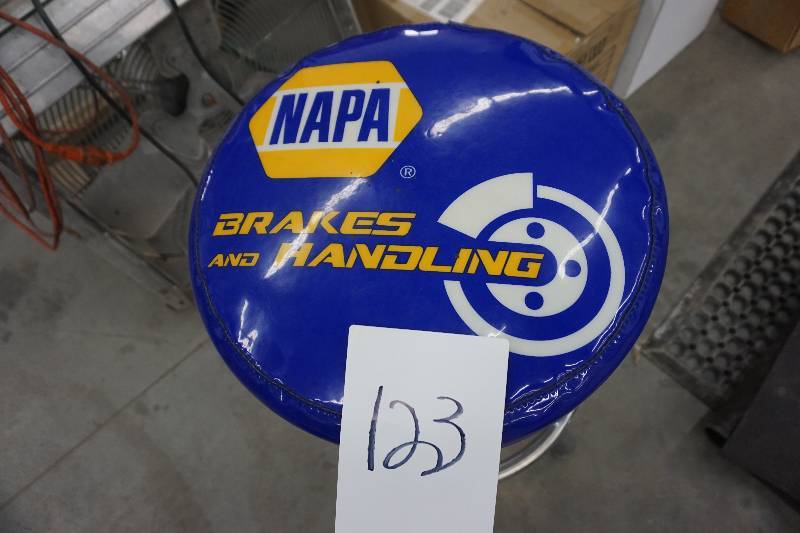 NAPA
®
BRAKES
AND HANDLING
123